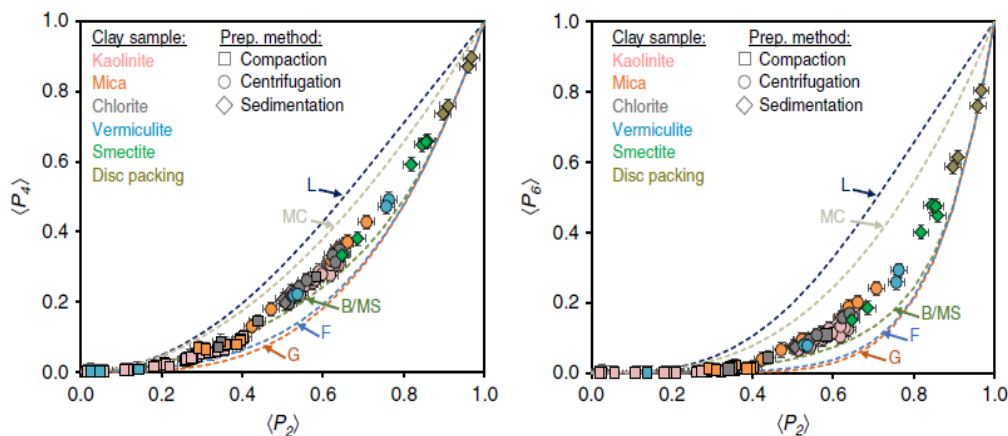 Clay sample: Prep. method:
Kaolinite Compaction
Mica Centrifugation
Chlorite Sedimentation
Vermiculite
Smectite
Disc packing
L
MC
B/MS
F
G
⟨P4⟩
1.0
0.8
0.6
0.4
0.2
0.0
0.0 0.2 0.4 0.6 0.8 1.0
⟨P2⟩
Clay sample: Prep. method:
Kaolinite Compaction
Mica Centrifugation
Chlorite Sedimentation
Vermiculite
Smectite
Disc packing
L
MC
B/MS
F
G
⟨P6⟩
1.0
0.8
0.6
0.4
0.2
0.0
0.0 0.2 0.4 0.6 0.8 1.0
⟨P2⟩